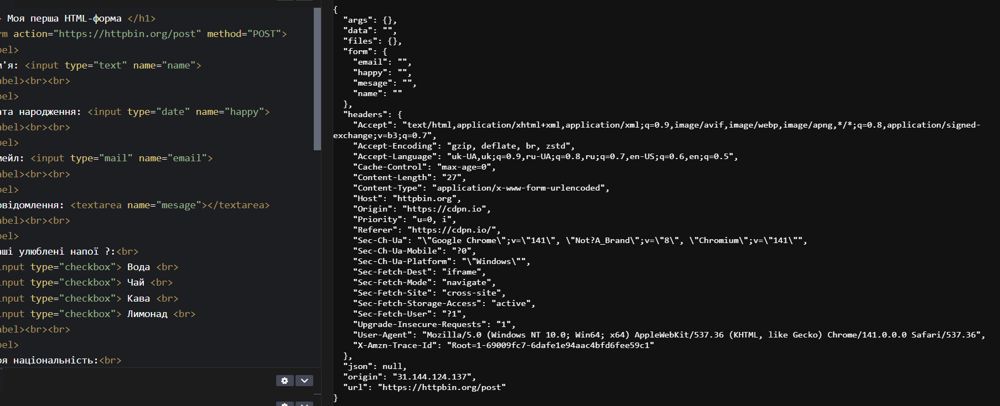 > Моя перша HTML-форма </h1>
rm action="https://httpbin.org/post" method="POST">
bel>
м'я: <input type="text" name="name">
abel><br><br>
bel>
ата народження: <input type="date" name="happy">
abel><br><br>
bel>
мейл: <input type="mail" name="email">
abel><br><br>
bel>
овідомлення: <textarea name="mesage"></textarea>
abel><br><br>
bel>
аші улюблені напої ?:<br>
input type="checkbox"> Вода <br>
input type="checkbox"> Чай <br>
input type="checkbox"> Кава <br>
input type="checkbox"> Лимонад <br>
abel><br><br>
bel>
оя національність:<br>
{
"args": {},
"data": "",
"files": {},
"form": {
"email": "",
"happy": "",
"mesage": "",
"name": ""
},
"headers": {
"Accept": "text/html,application/xhtml+xml,application/xml;q=0.9,image/avif,image/webp,image/apng,*/*;q=0.8,application/signed-
exchange;v=b3;q=0.7",
"Accept-Encoding": "gzip, deflate, br, zstd",
"Accept-Language": "uk-UA,uk;q=0.9,ru-UA;q=0.8,ru;q=0.7,en-US;q=0.6,en;q=0.5",
"Cache-Control": "max-age=0",
"Content-Length": "27",
"Content-Type": "application/x-www-form-urlencoded",
"Host": "httpbin.org",
"Origin": "https://cdpn.io",
"Priority": "u=0, i",
"Referer": "https://cdpn.io/",
"Sec-Ch-Ua": "\"Google Chrome\";v=\"141\", \"Not?A_Brand\";v=\"8\", \"Chromium\";v=\"141\"",
"Sec-Ch-Ua-Mobile": "?0",
"Sec-Ch-Ua-Platform": "\"Windows\"",
"Sec-Fetch-Dest": "iframe",
"Sec-Fetch-Mode": "navigate",
"Sec-Fetch-Site": "cross-site",
"Sec-Fetch-Storage-Access": "active",
"Sec-Fetch-User": "?1",
"Upgrade-Insecure-Requests": "1",
"User-Agent": "Mozilla/5.0 (Windows NT 10.0; Win64; x64) AppleWebKit/537.36 (KHTML, like Gecko) Chrome/141.0.0.0 Safari/537.36",
"X-Amzn-Trace-Id": "Root=1-69009fc7-6dafe1e94aac4bfd6fee59c1"
},
"json": null,
"origin": "31.144.124.137",
"url": "https://httpbin.org/post"
}